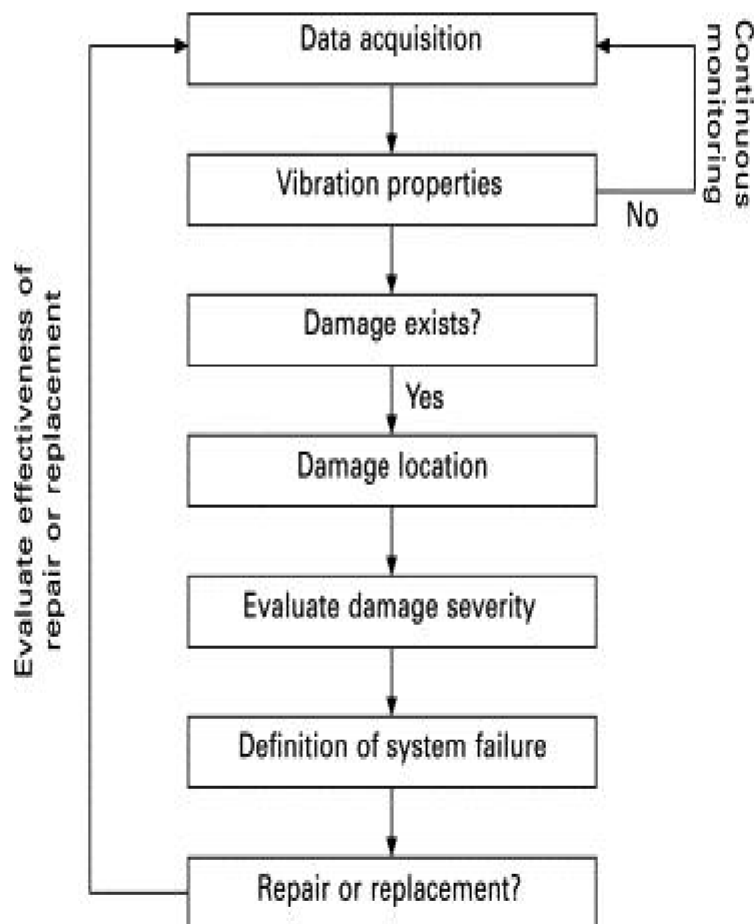 Data acquisition
Continuous
monitoring
Vibration properties
No
Damage exists?
Yes
Evaluate effectiveness of
repair or replacement
Damage location
Evaluate damage severity
Definition of system failure
Repair or replacement?